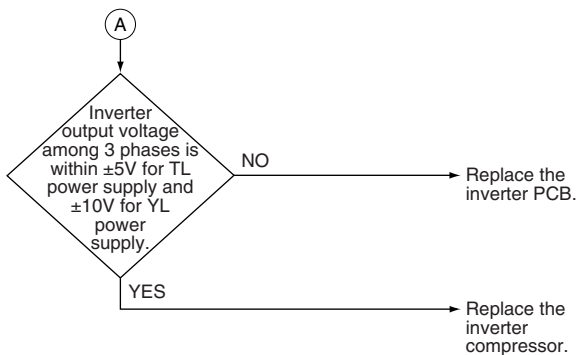 A
Inverter
output voltage
among 3 phases is
within ±5V for TL
power supply and
±10V for YL
power
supply.
NO
Replace the
inverter PCB.
YES
Replace the
inverter
compressor.